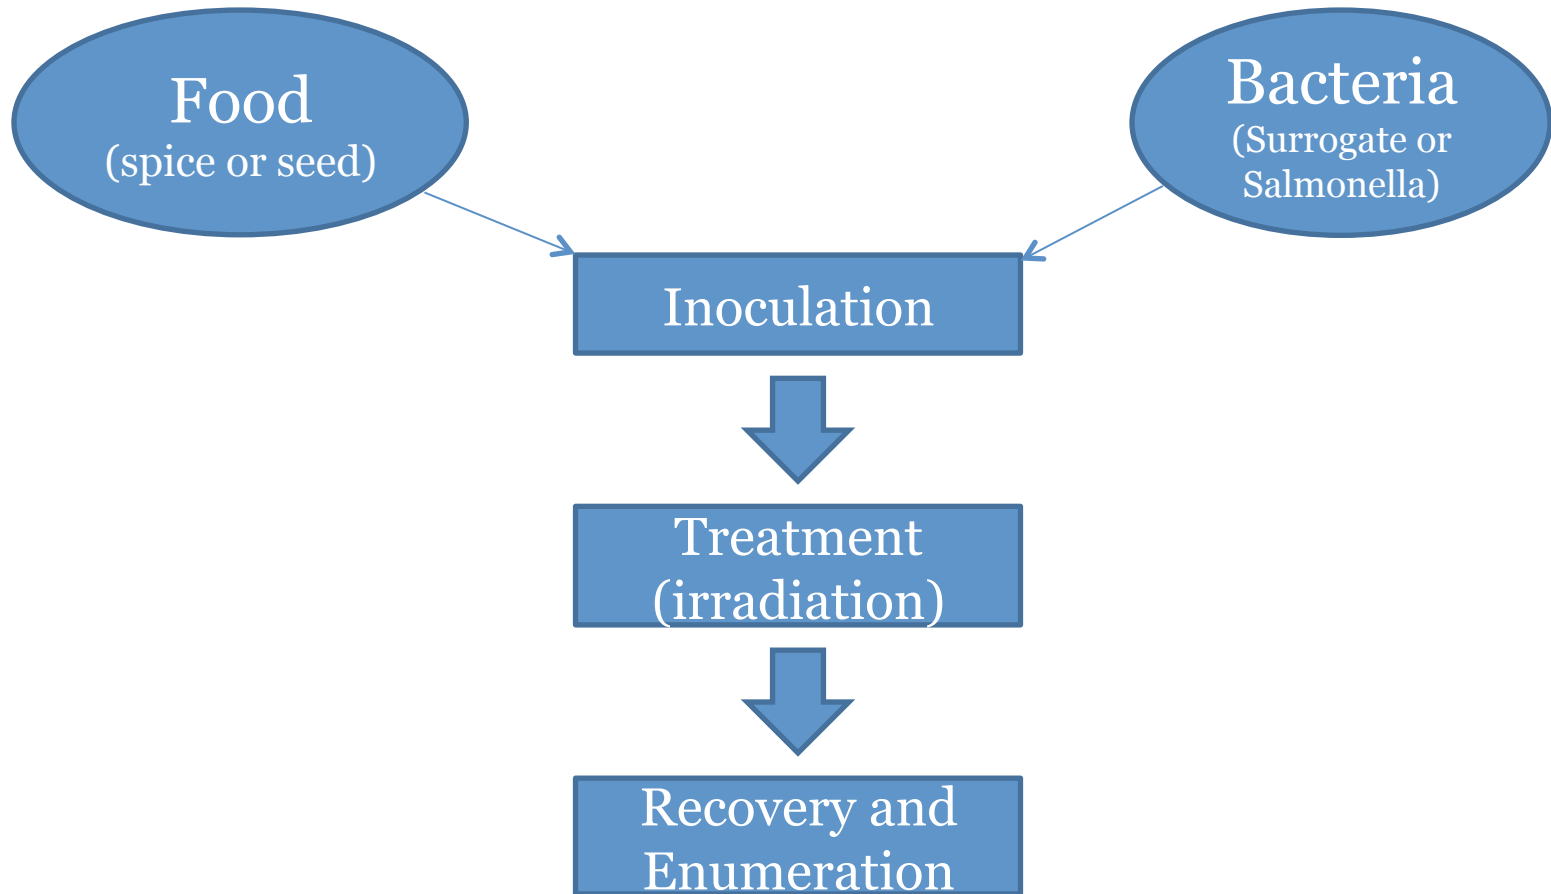 Food
(spice or seed)
Bacteria
(Surrogate or
Salmonella)
Inoculation
Treatment
(irradiation)
Recovery and
Enumeration